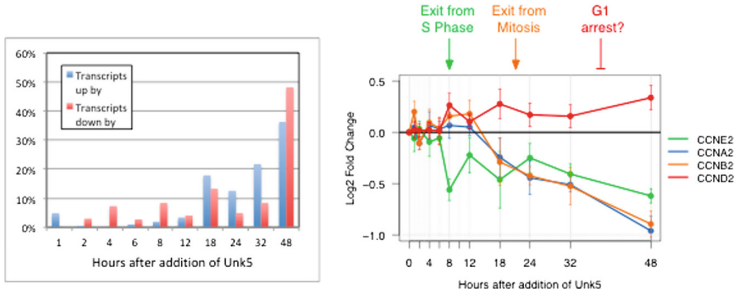 60%
50%
40%
30%
20%
10%
0%
Transcripts
up by
Transcripts
down by
1 2 4 6 8 12 18 24 32 48
Hours after addition of Unk5
Exit from
S Phase
Exit from
Mitosis
G1
arrest?
Log2 Fold Change
0.5
0.0
−0.5
−1.0
0 4 8 12 18 24 32 48
Hours after addition of Unk5
CCNE2
CCNA2
CCNB2
CCND2